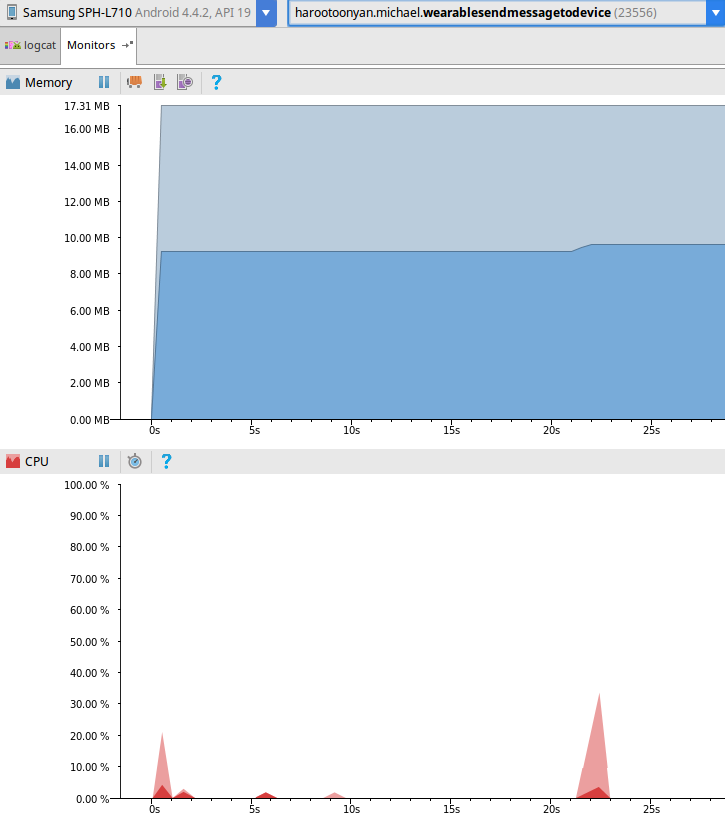 Samsung SPH-L710 Android 4.4.2, API 19 harootoonyan.michael.wearablesendmessagetodevice (23556)
logcat Monitors
Memory ?
17.31 MB
16.00 MB
14.00 MB
12.00 MB
10.00 MB
8.00 MB
6.00 MB
4.00 MB
2.00 MB
0.00 MB
0s 5s 10s 15s 20s 25s
CPU ?
100.00 %
90.00 %
80.00 %
70.00 %
60.00 %
50.00 %
40.00 %
30.00 %
20.00 %
10.00 %
0.00 %
0s 5s 10s 15s 20s 25s